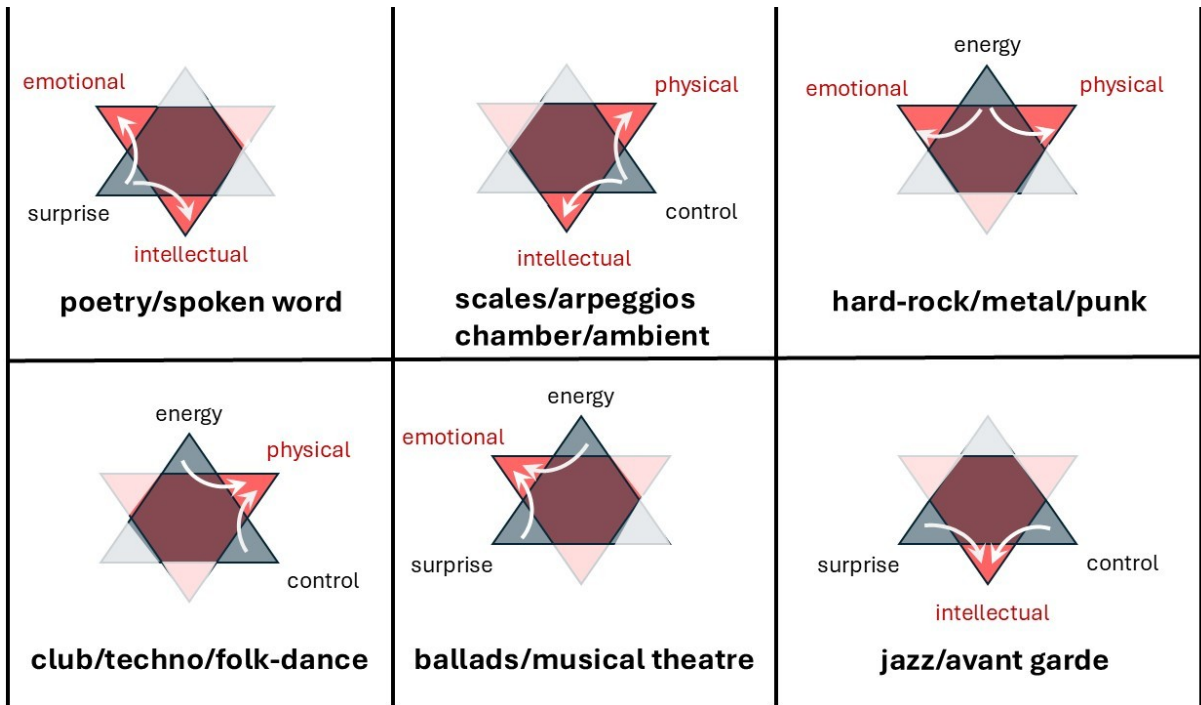 emotional
surprise
intellectual
poetry/spoken word
physical
control
intellectual
scales/arpeggios
chamber/ambient
energy
emotional
physical
hard-rock/metal/punk
energy
physical
control
club/techno/folk-dance
energy
emotional
surprise
ballads/musical theatre
surprise
control
intellectual
jazz/avant garde